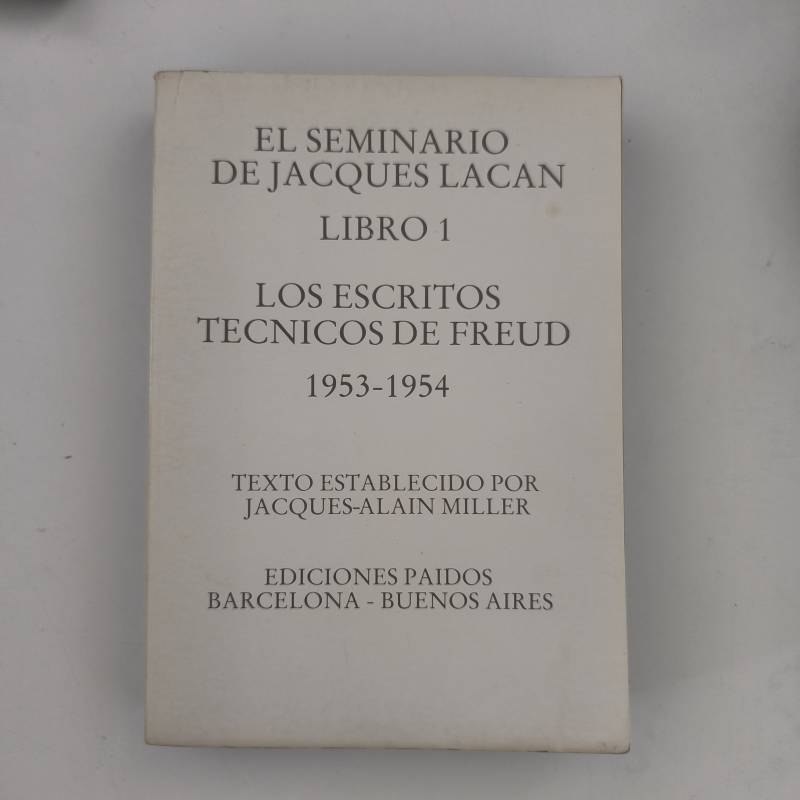 EL SEMINARIO
DE JACQUES LACAN
LIBRO 1
LOS ESCRITOS
TECNICOS DE FREUD
1953-1954
TEXTO ESTABLECIDO POR
JACQUES-ALAIN MILLER
EDICIONES PAIDOS
BARCELONA - BUENOS AIRES